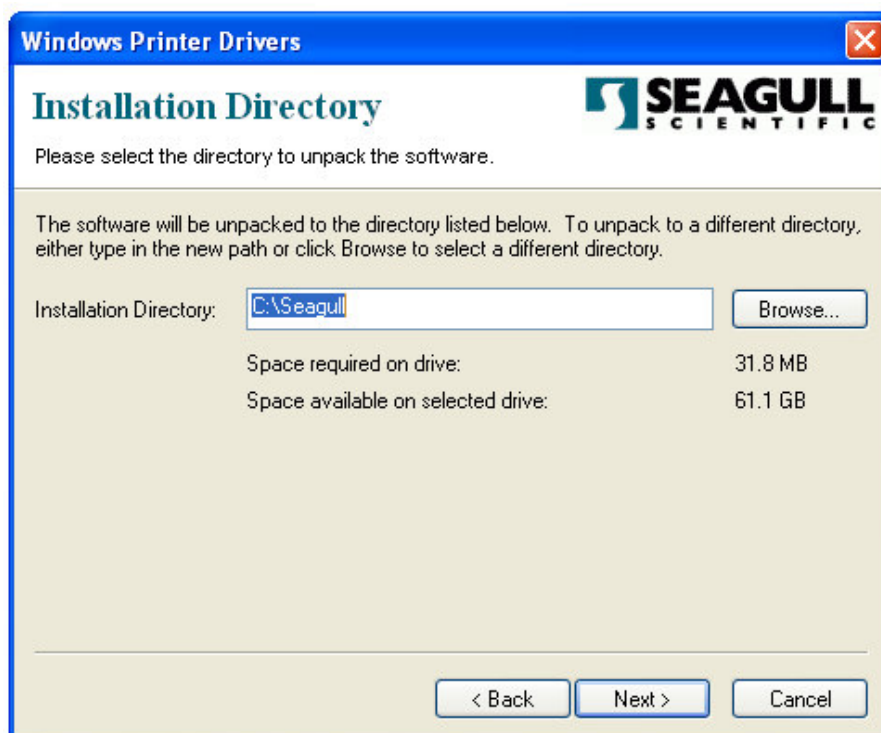 Windows Printer Drivers
Installation Directory
SEAGULL
SCIENTIFIC
Please select the directory to unpack the software.
The software will be unpacked to the directory listed below.  To unpack to a different directory,
either type in the new path or click Browse to select a different directory.
Installation Directory: C:\Seagull Browse...
Space required on drive: 31.8 MB
Space available on selected drive: 61.1 GB
< Back Next > Cancel